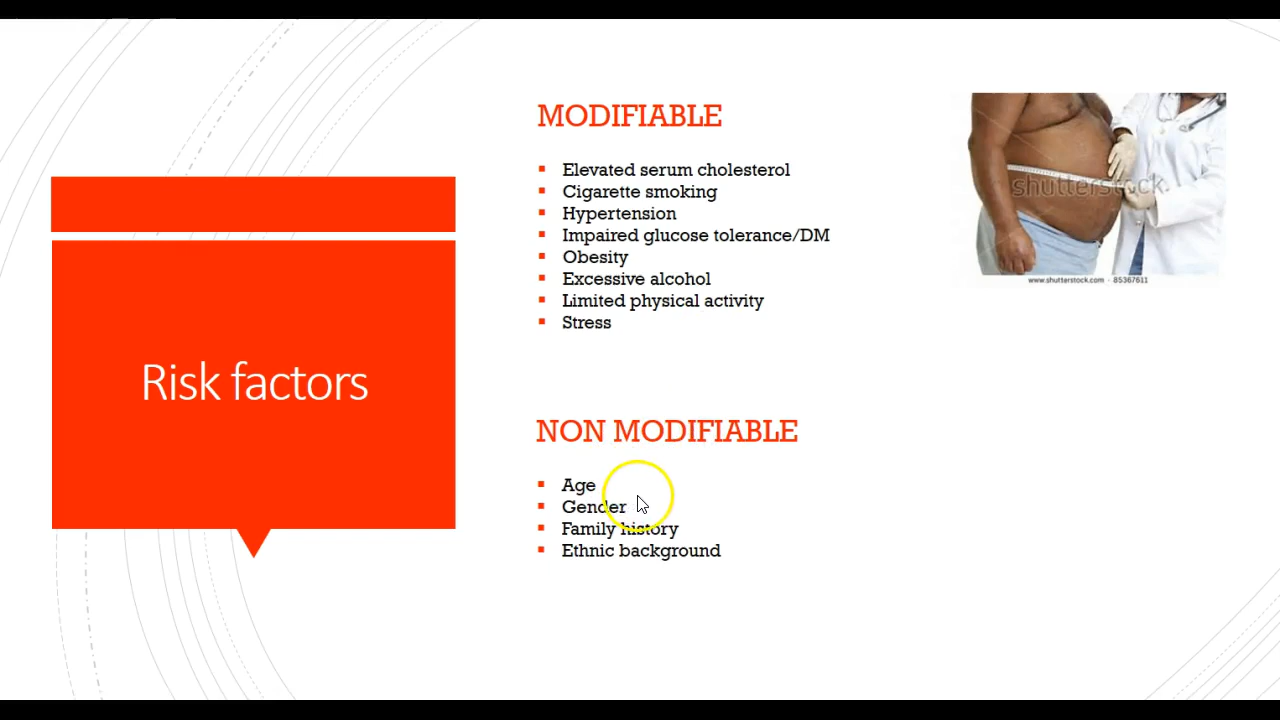 Risk factors
MODIFIABLE
Elevated serum cholesterol
Cigarette smoking
Hypertension
Impaired glucose tolerance/DM
Obesity
Excessive alcohol
Limited physical activity
Stress
NON MODIFIABLE
Age
Gender
Family history
Ethnic background
shutterstock
www.shutterstock.com · 85367611